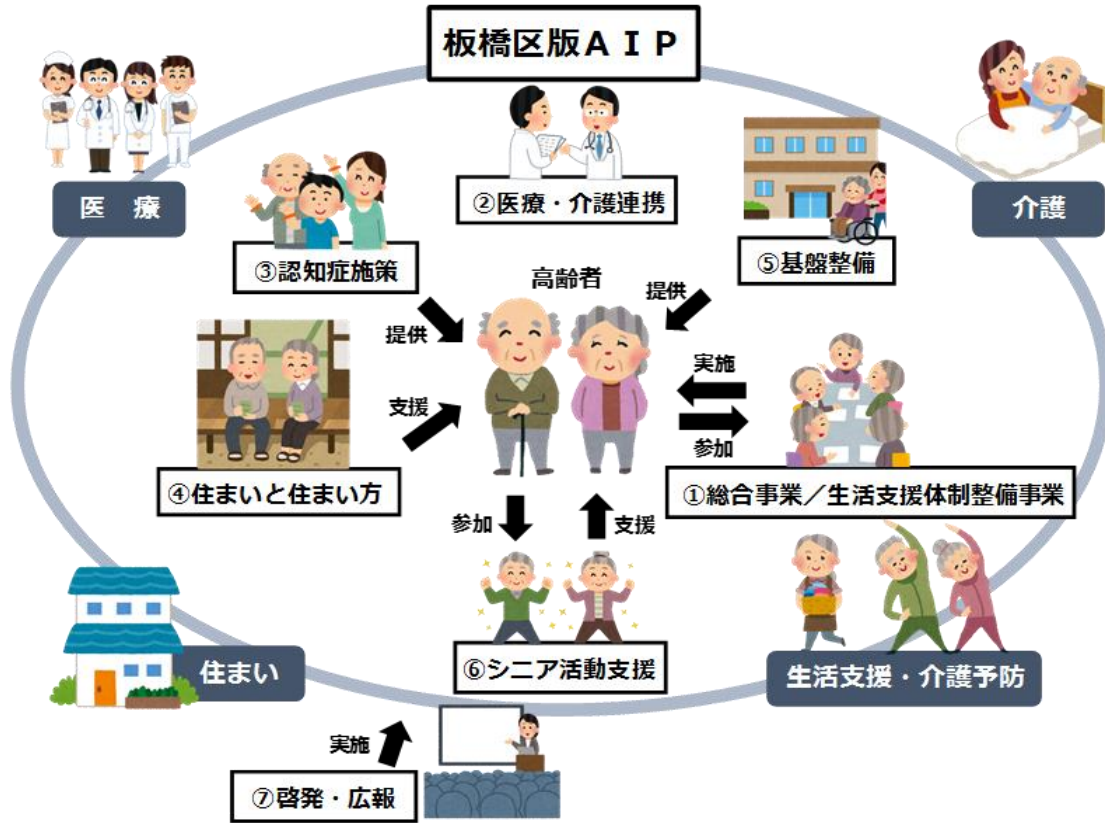 板橋区版ＡＩＰ
医　療
②医療・介護連携
介護
③認知症施策
⑤基盤整備
高齢者
提供
提供
実施
支援
参加
④住まいと住まい方
①総合事業／生活支援体制整備事業
参加
支援
住まい
⑥シニア活動支援
生活支援・介護予防
実施
⑦啓発・広報